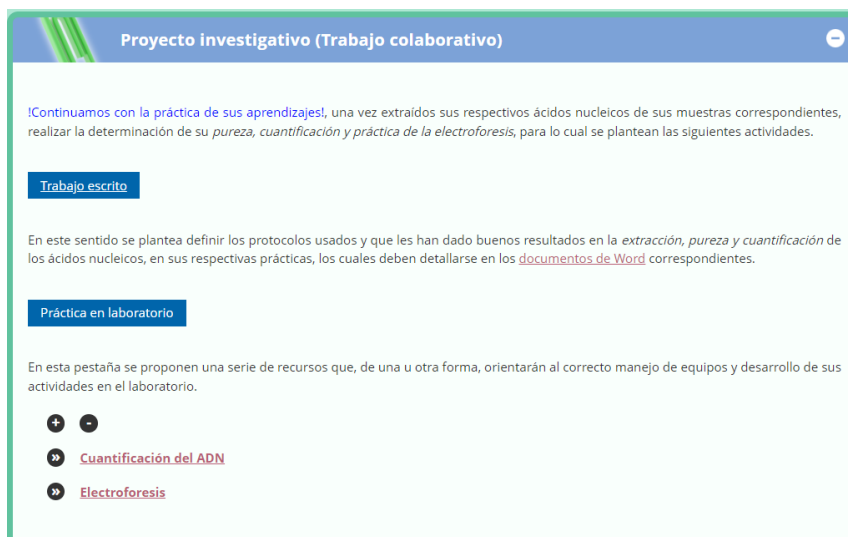 Proyecto investigativo (Trabajo colaborativo)
!Continuamos con la práctica de sus aprendizajes!, una vez extraídos sus respectivos ácidos nucleicos de sus muestras correspondientes,
realizar la determinación de su pureza, cuantificación y práctica de la electroforesis, para lo cual se plantean las siguientes actividades.
Trabajo escrito
En este sentido se plantea definir los protocolos usados y que les han dado buenos resultados en la extracción, pureza y cuantificación de
los ácidos nucleicos, en sus respectivas prácticas, los cuales deben detallarse en los documentos de Word correspondientes.
Práctica en laboratorio
En esta pestaña se proponen una serie de recursos que, de una u otra forma, orientarán al correcto manejo de equipos y desarrollo de sus
actividades en el laboratorio.
Cuantificación del ADN
Electroforesis